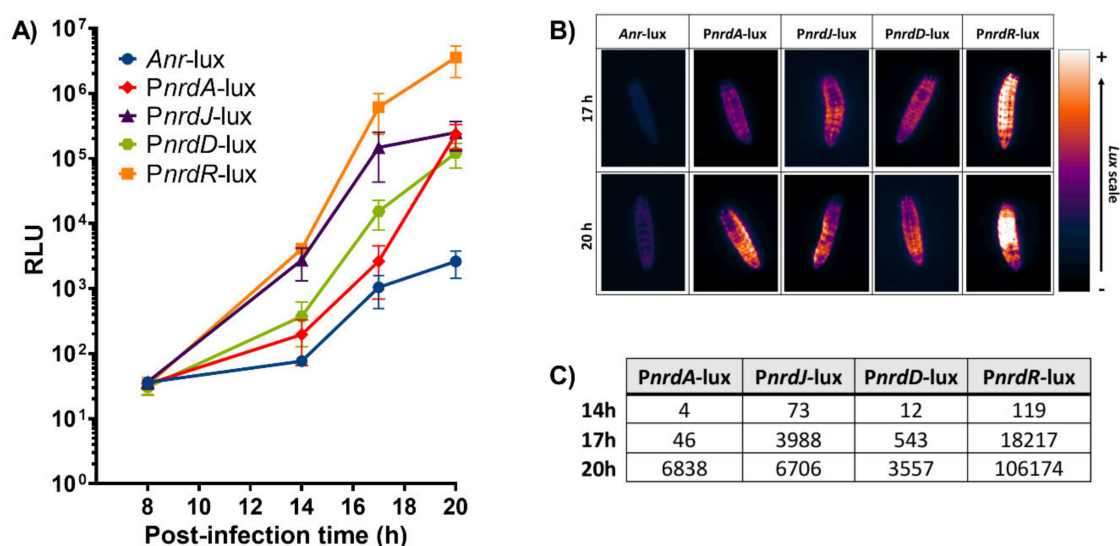 A)
RLU
10⁷
10⁶
10⁵
10⁴
10³
10²
10¹
10⁰
Anr-lux
PnrdA-lux
PnrdJ-lux
PnrdD-lux
PnrdR-lux
8 10 12 14 16 18 20
Post-infection time (h)
B)
Anr-lux PnrdA-lux PnrdJ-lux PnrdD-lux PnrdR-lux
17 h
20 h
+
Lux scale
-
C)
PnrdA-lux PnrdJ-lux PnrdD-lux PnrdR-lux
14h 4 73 12 119
17h 46 3988 543 18217
20h 6838 6706 3557 106174